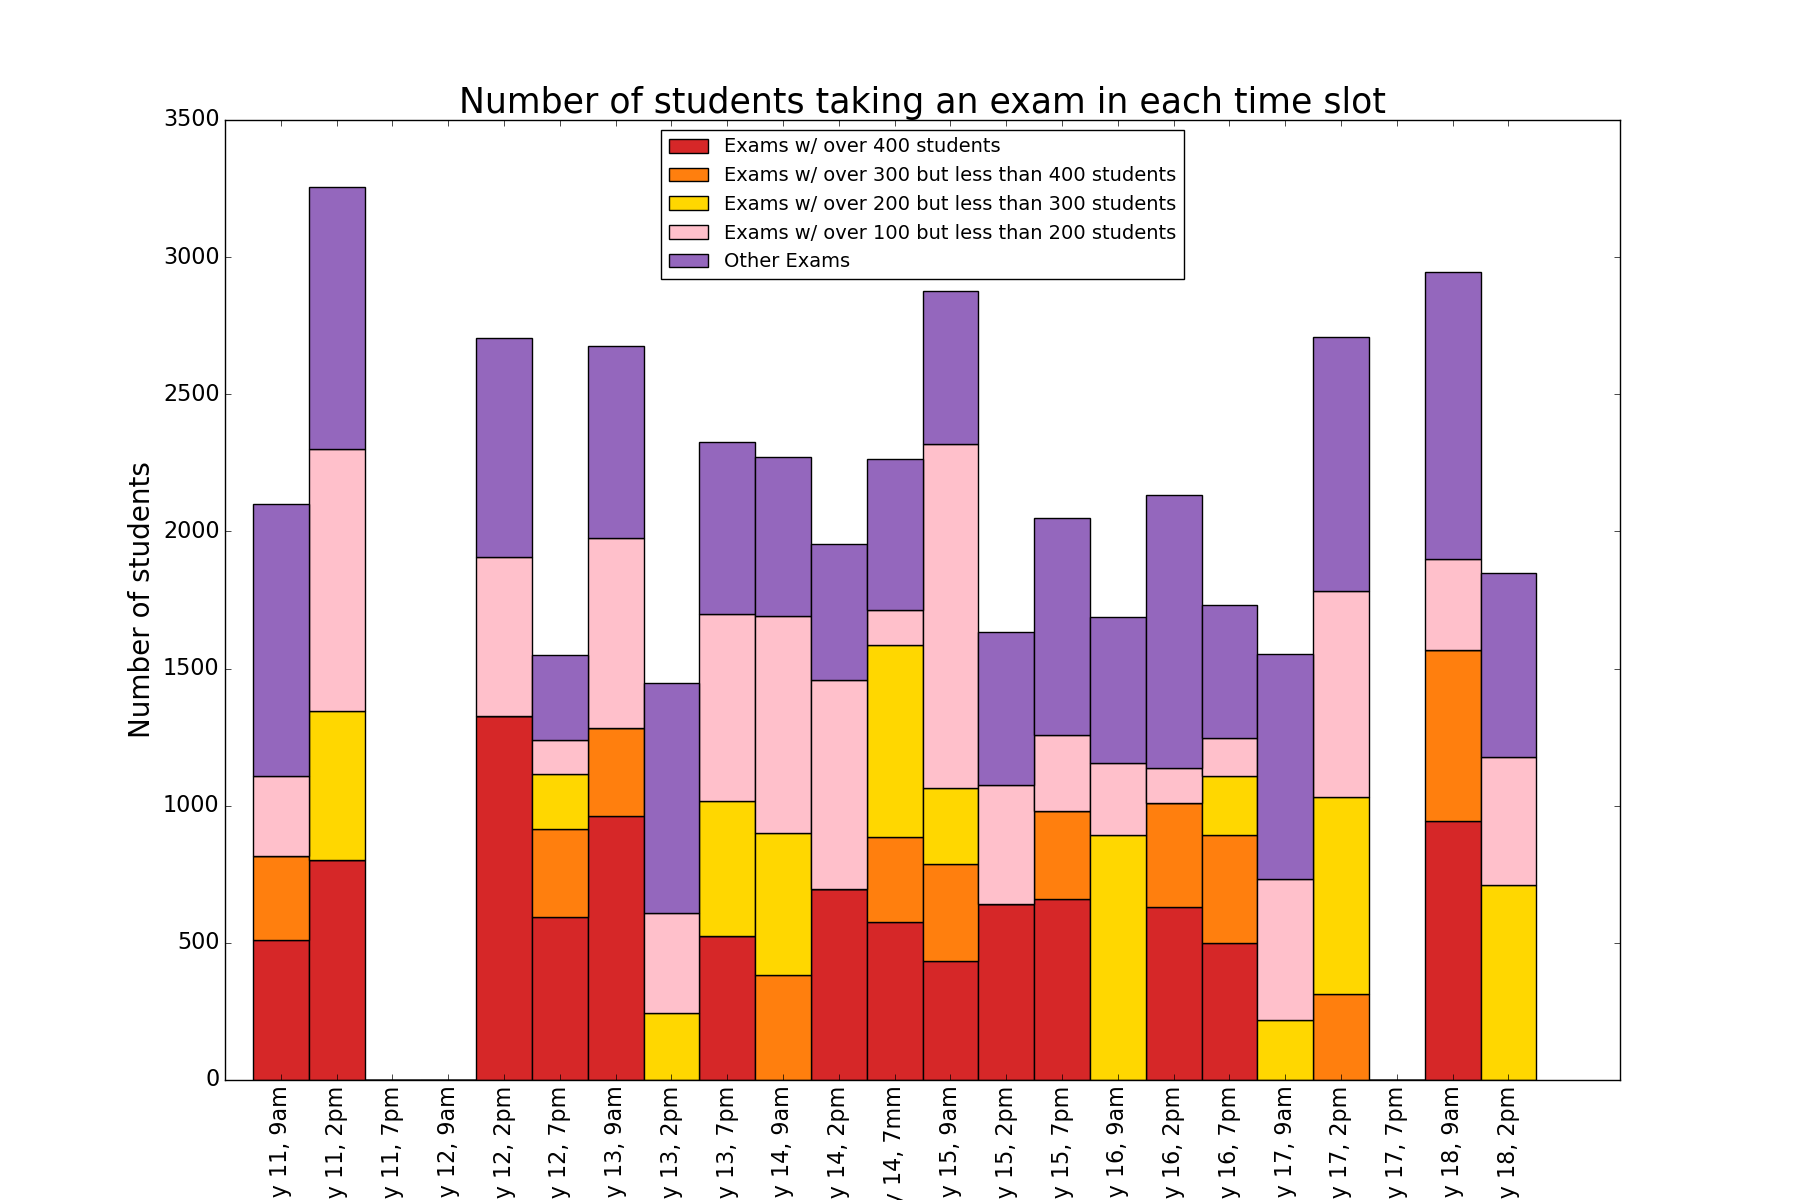 Number of students taking an exam in each time slot
Exams w/ over 400 students
Exams w/ over 300 but less than 400 students
Exams w/ over 200 but less than 300 students
Exams w/ over 100 but less than 200 students
Other Exams
Number of students
3500
3000
2500
2000
1500
1000
500
0
y 11, 9am
y 11, 2pm
y 11, 7pm
y 12, 9am
y 12, 2pm
y 12, 7pm
y 13, 9am
y 13, 2pm
y 13, 7pm
y 14, 9am
y 14, 2pm
y 14, 7mm
y 15, 9am
y 15, 2pm
y 15, 7pm
y 16, 9am
y 16, 2pm
y 16, 7pm
y 17, 9am
y 17, 2pm
y 17, 7pm
y 18, 9am
y 18, 2pm